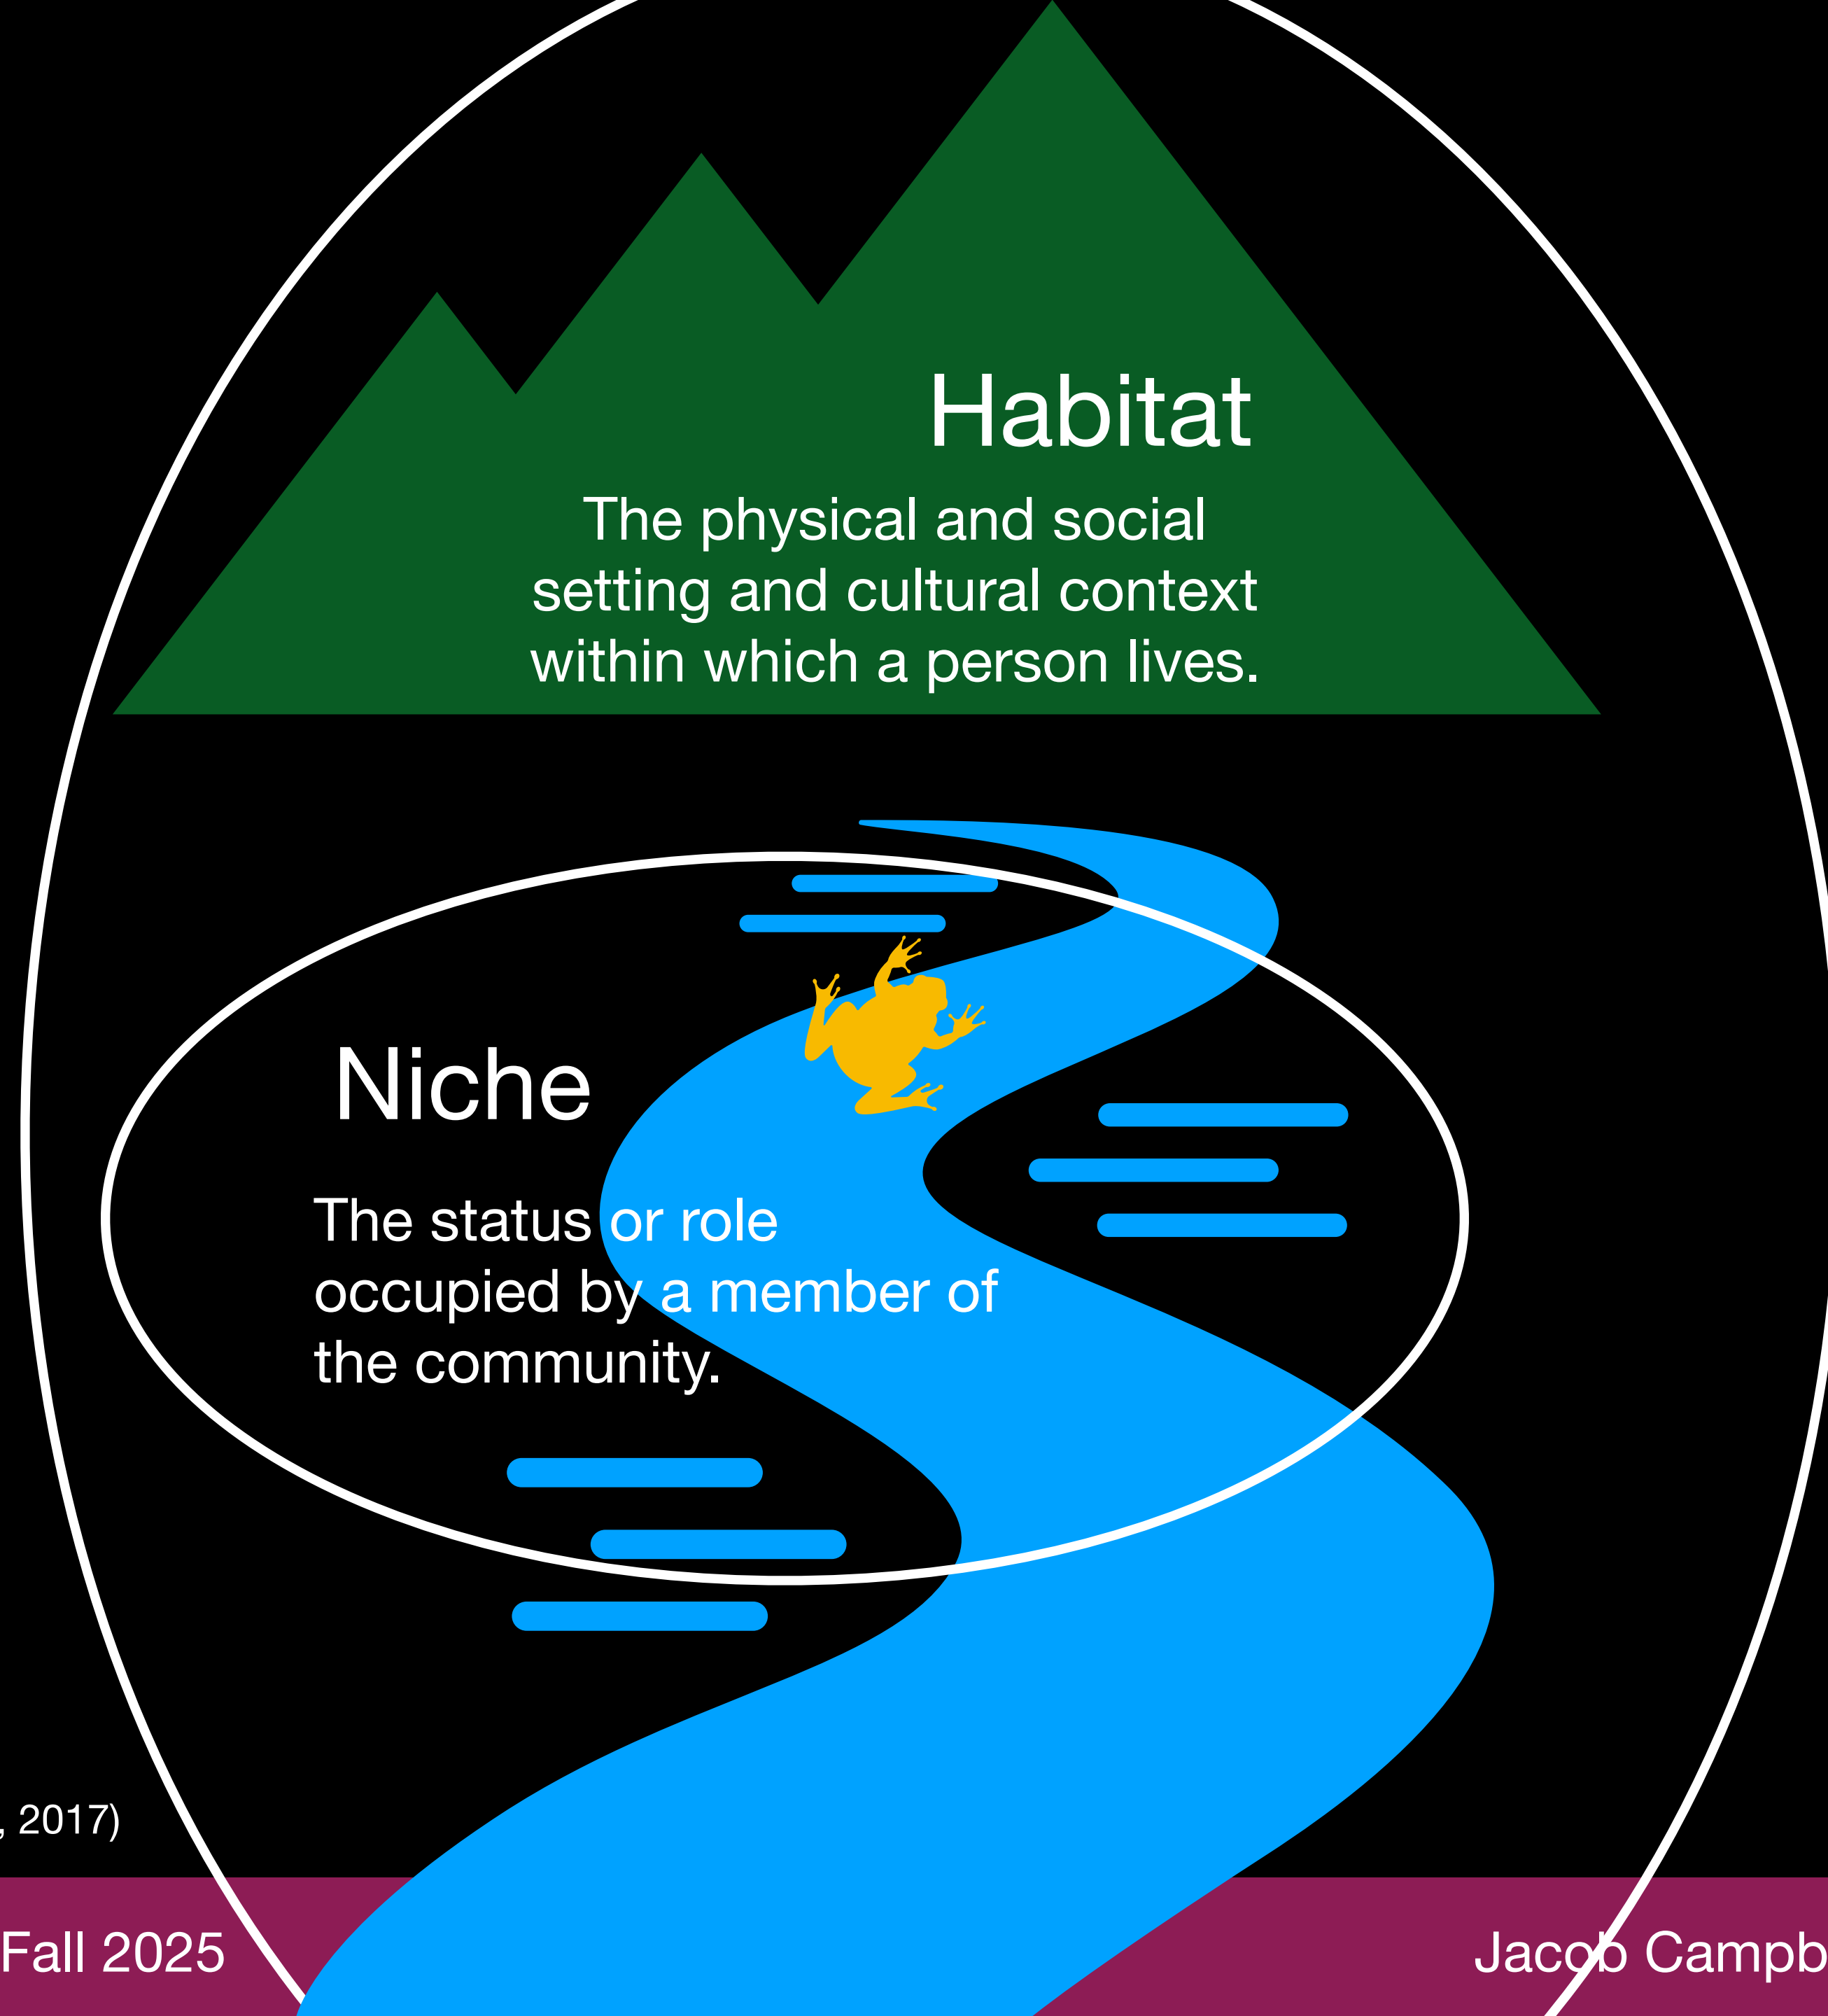 Habitat
The physical and social
setting and cultural context
within which a person lives.
Niche
The status or role
occupied by a member of
the community.
, 2017)
Fall 2025
Jacob Campb